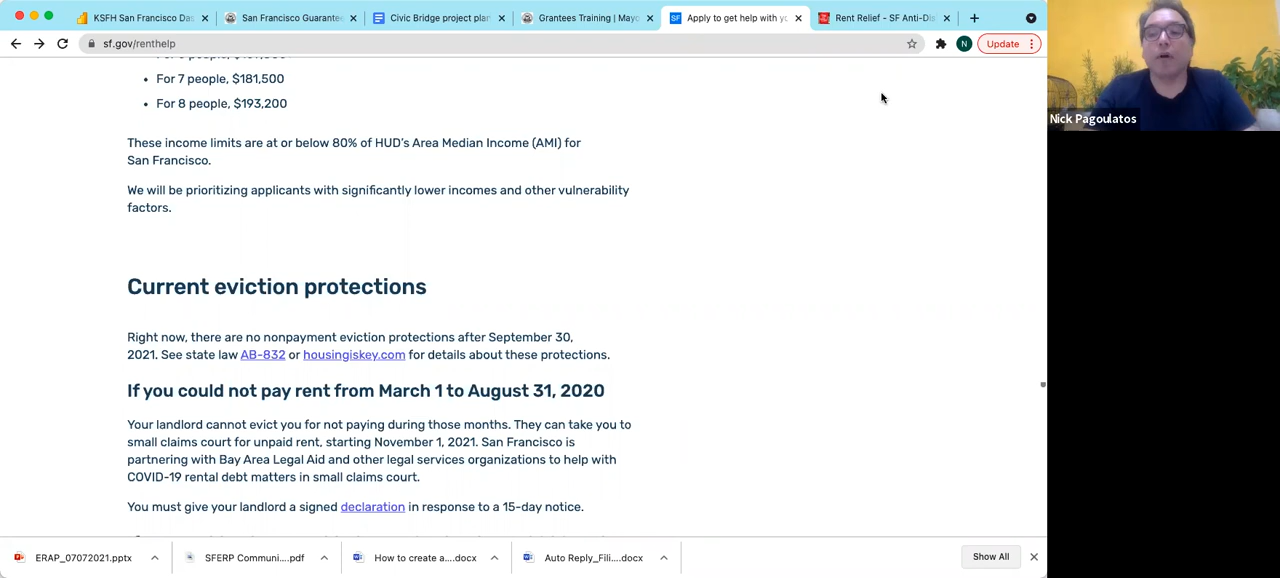 KSFH San Francisco Das
San Francisco Guarantee
Civic Bridge project plan
Grantees Training | Mayo
Apply to get help with yo
Rent Relief - SF Anti-Dis
sf.gov/renthelp
N
Update
For 7 people, $181,500
For 8 people, $193,200
These income limits are at or below 80% of HUD's Area Median Income (AMI) for
San Francisco.
We will be prioritizing applicants with significantly lower incomes and other vulnerability
factors.
Current eviction protections
Right now, there are no nonpayment eviction protections after September 30,
2021. See state law AB-832 or housingiskey.com for details about these protections.
If you could not pay rent from March 1 to August 31, 2020
Your landlord cannot evict you for not paying during those months. They can take you to
small claims court for unpaid rent, starting November 1, 2021. San Francisco is
partnering with Bay Area Legal Aid and other legal services organizations to help with
COVID-19 rental debt matters in small claims court.
You must give your landlord a signed declaration in response to a 15-day notice.
ERAP_07072021.pptx
SFERP Communi....pdf
How to create a....docx
Auto Reply_Fili....docx
Show All
Nick Pagoulatos